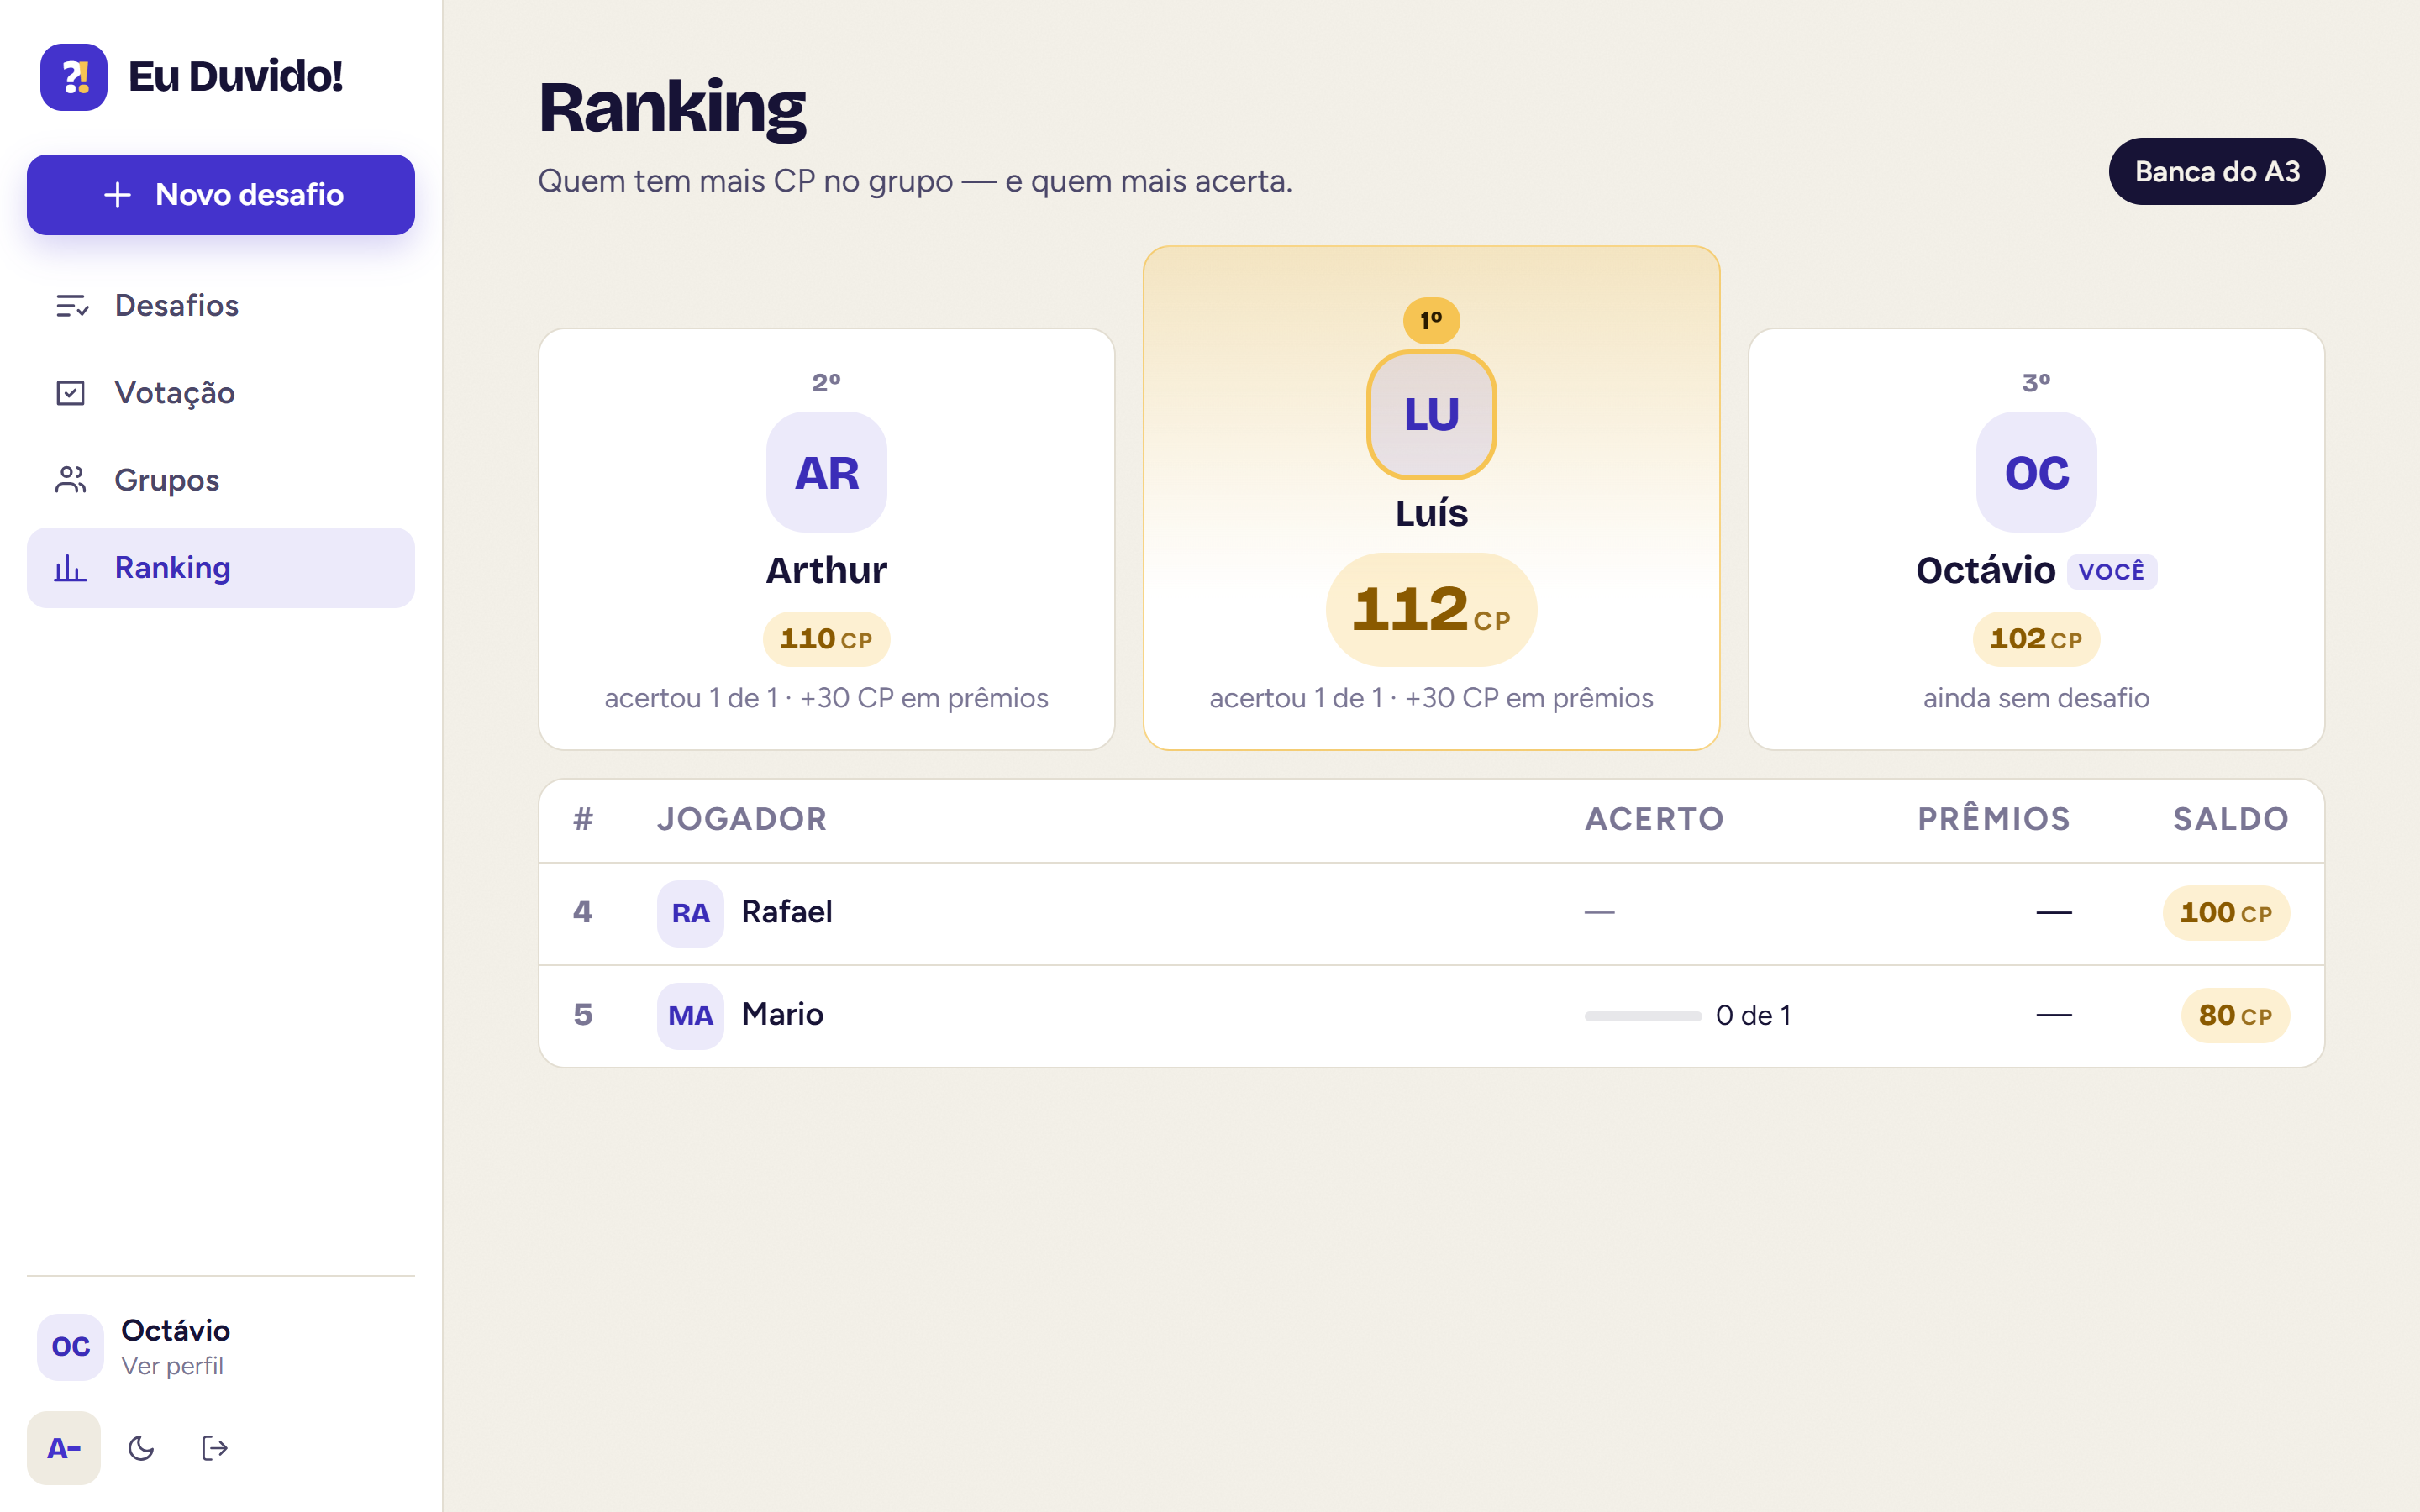 ?! Eu Duvido!
Novo desafio
Desafios
Votação
Grupos
Ranking
Octávio
OC
Ver perfil
A-
Ranking
Quem tem mais CP no grupo — e quem mais acerta.
Banca do A3
2º
AR
Arthur
110 CP
acertou 1 de 1 · +30 CP em prêmios
1º
LU
Luís
112 CP
acertou 1 de 1 · +30 CP em prêmios
3º
OC
Octávio VOCÊ
102 CP
ainda sem desafio
# JOGADOR ACERTO PRÊMIOS SALDO
4 RA Rafael — — 100 CP
5 MA Mario 0 de 1 — 80 CP